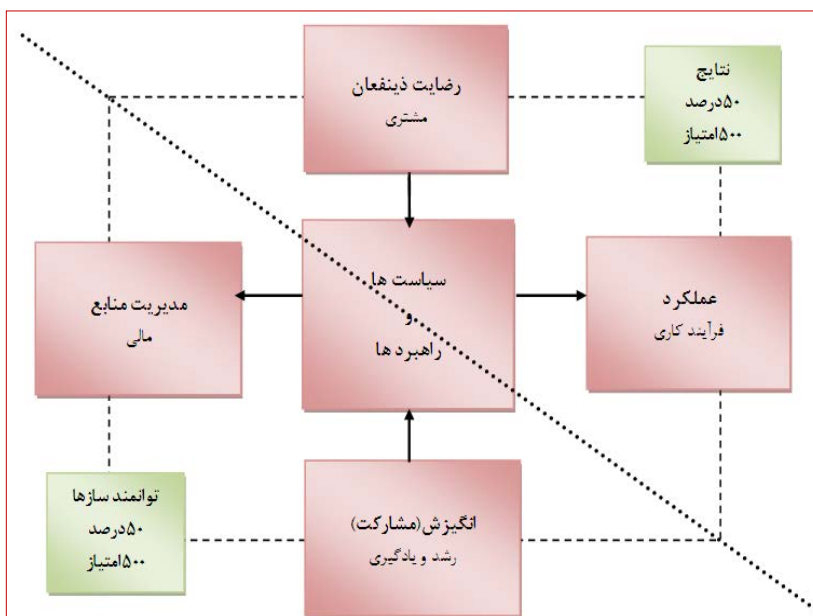 رضایت ذینفعان
مشتری
نتایج
۵۰درصد
۵۰۰امتیاز
سیاست ها
و
راهبرد ها
عملکرد
فرآیند کاری
مدیریت منابع
مالی
توانمند سازها
۵۰درصد
۵۰۰امتیاز
انگیزش(مشارکت)
رشد و یادگیری